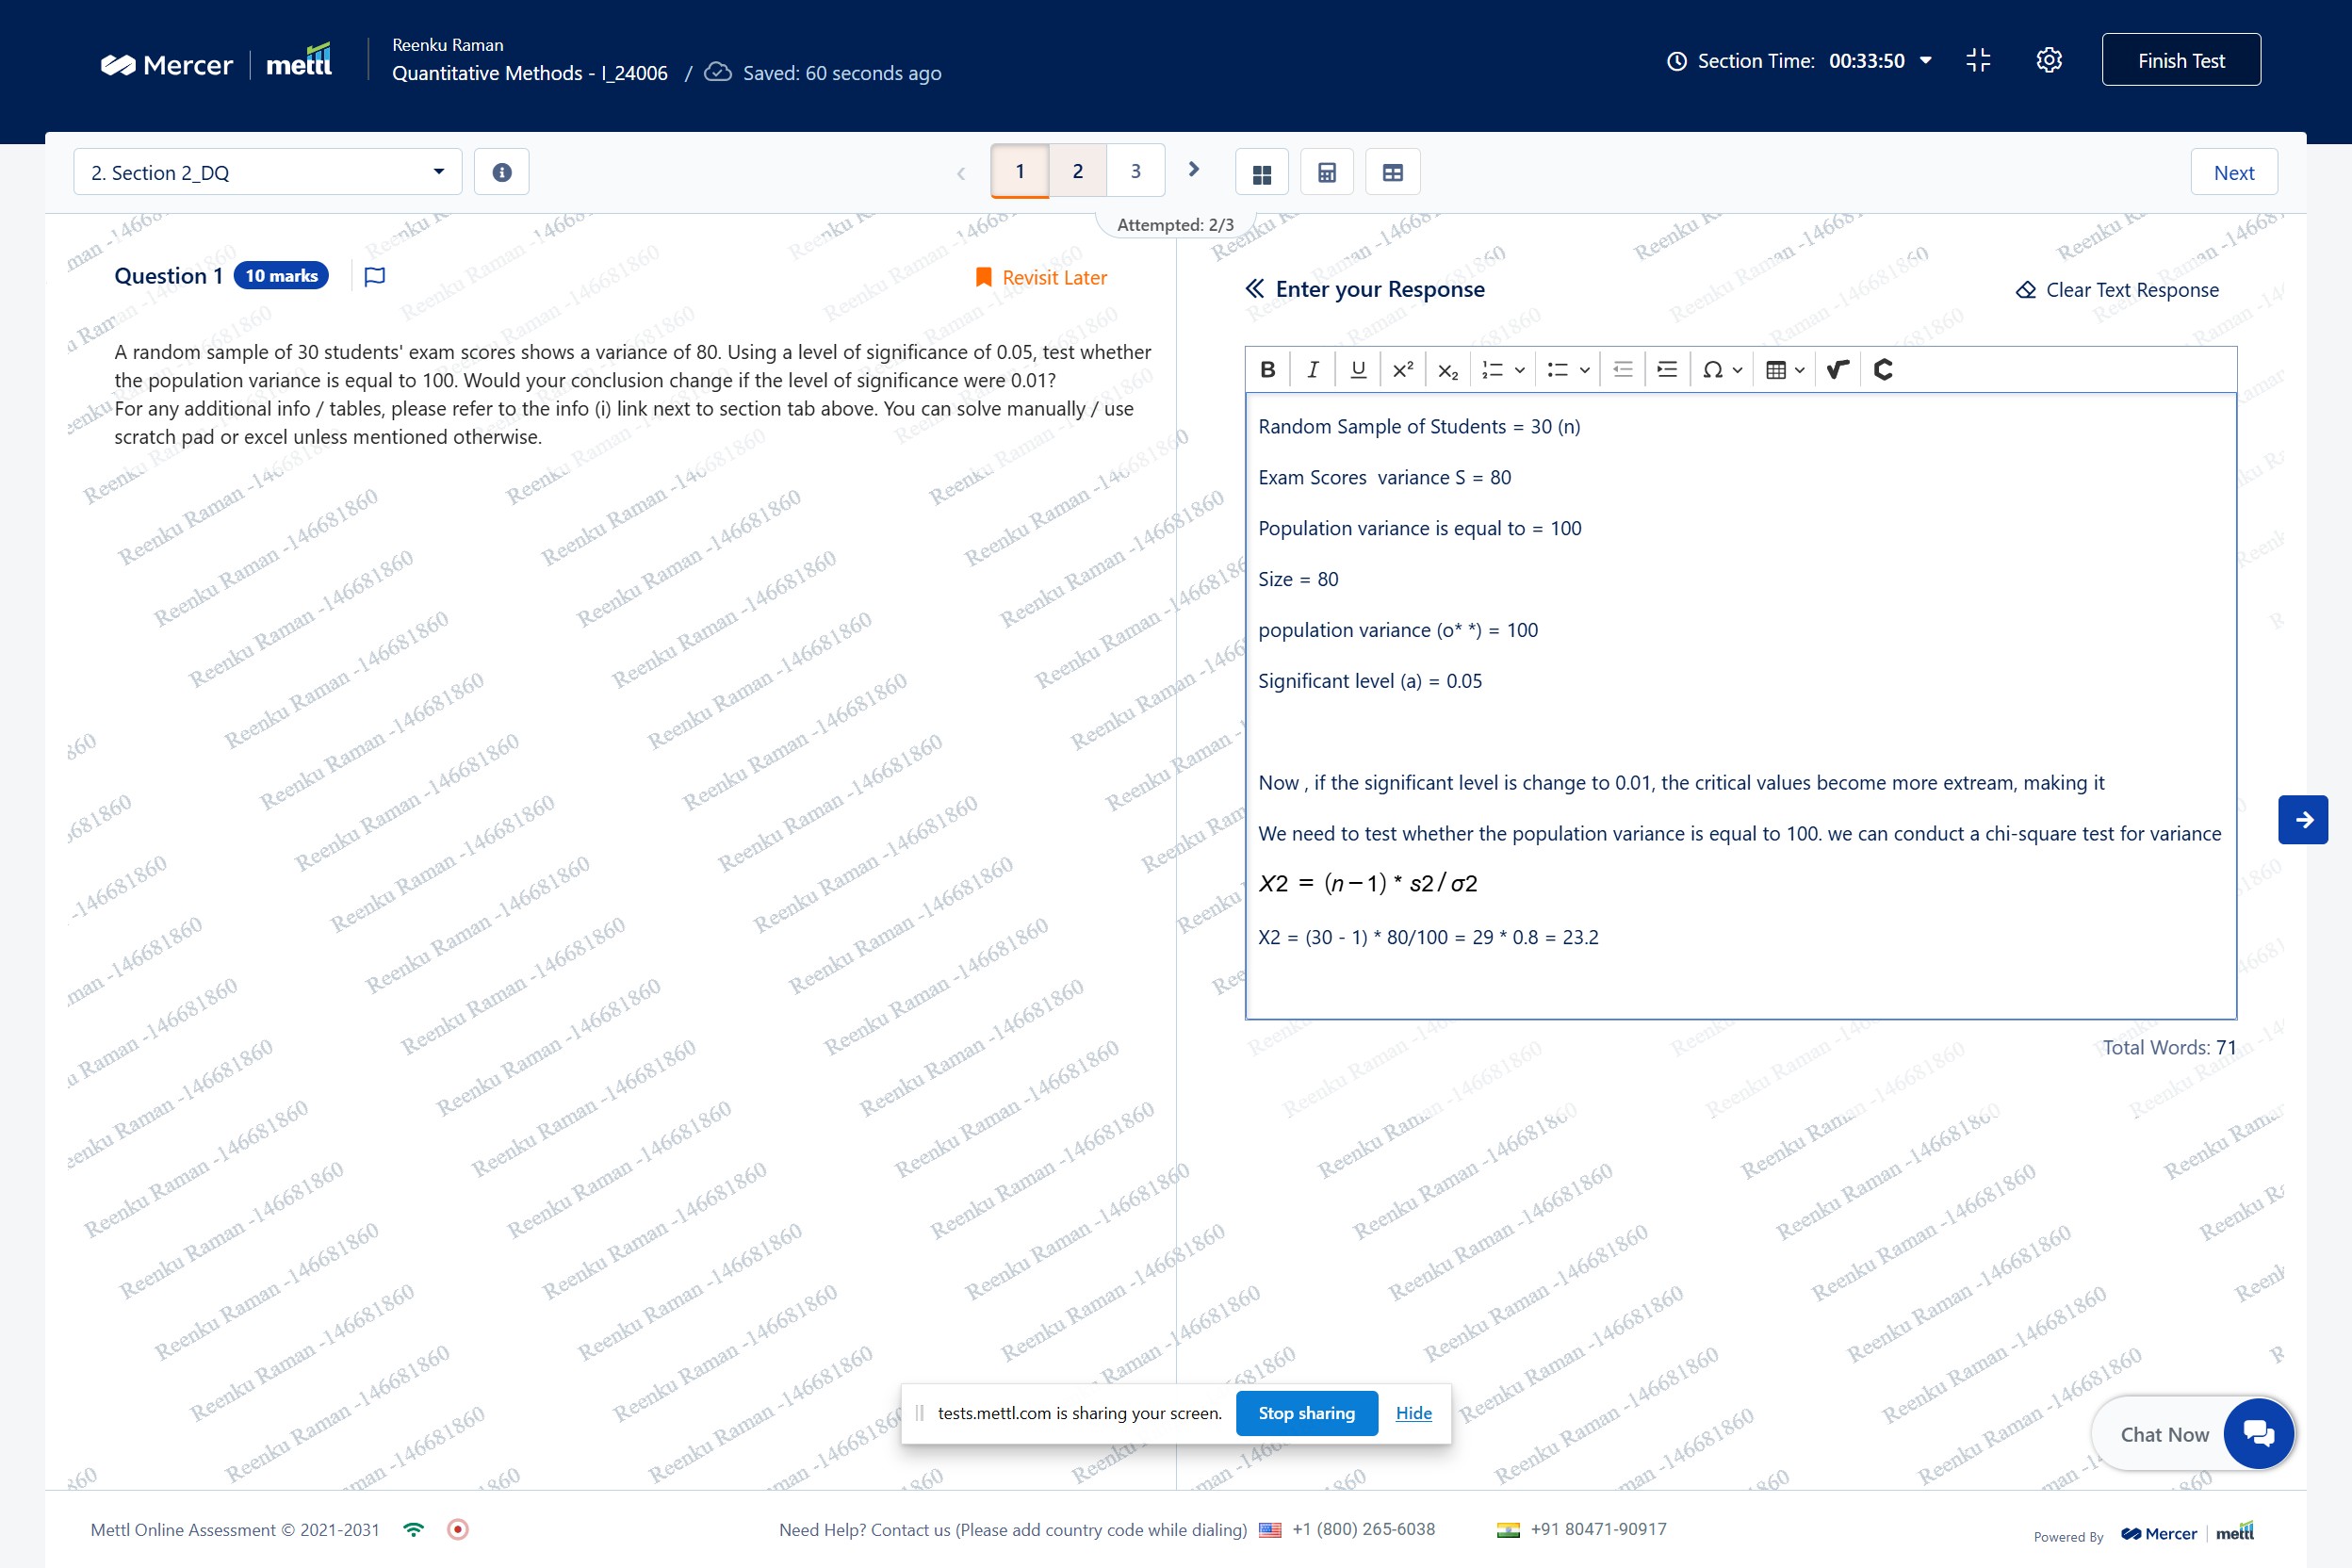 Mercer | mettl
Reenku Raman
Quantitative Methods - I_24006 / Saved: 60 seconds ago
Section Time: 00:33:50
Finish Test
2. Section 2_DQ
1 2 3
Next
Attempted: 2/3
Question 1 10 marks
Revisit Later
A random sample of 30 students' exam scores shows a variance of 80. Using a level of significance of 0.05, test whether
the population variance is equal to 100. Would your conclusion change if the level of significance were 0.01?
For any additional info / tables, please refer to the info (i) link next to section tab above. You can solve manually / use
scratch pad or excel unless mentioned otherwise.
Enter your Response
Clear Text Response
B I U X² X₂
Random Sample of Students = 30 (n)
Exam Scores  variance S = 80
Population variance is equal to = 100
Size = 80
population variance (o* *) = 100
Significant level (a) = 0.05
Now , if the significant level is change to 0.01, the critical values become more extream, making it
We need to test whether the population variance is equal to 100. we can conduct a chi-square test for variance
X2 = (n−1) * s2/σ2
X2 = (30 - 1) * 80/100 = 29 * 0.8 = 23.2
Total Words: 71
Reenku Raman -146681860
tests.mettl.com is sharing your screen.
Stop sharing
Hide
Chat Now
Mettl Online Assessment © 2021-2031
Need Help? Contact us (Please add country code while dialing) +1 (800) 265-6038 +91 80471-90917
Powered By Mercer | mettl